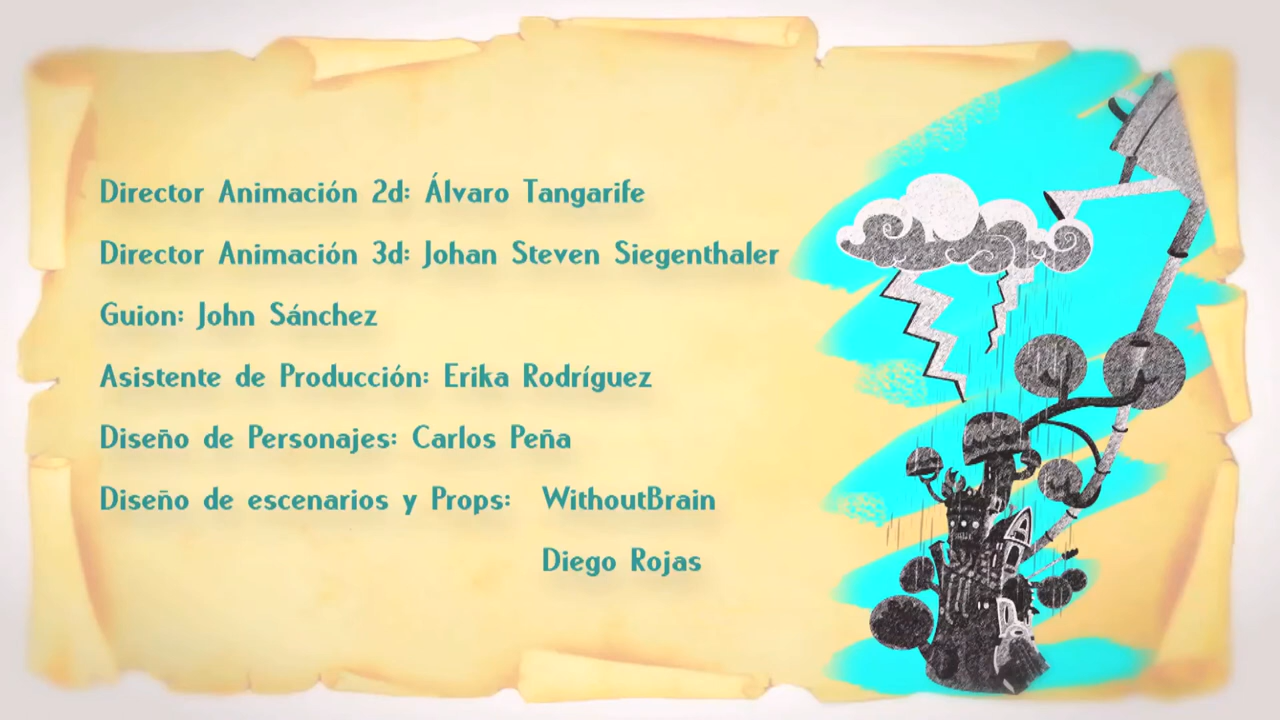 Director Animación 2d: Álvaro Tangarife
Director Animación 3d: Johan Steven Siegenthaler
Guion: John Sánchez
Asistente de Producción: Erika Rodríguez
Diseño de Personajes: Carlos Peña
Diseño de escenarios y Props: WithoutBrain
Diego Rojas